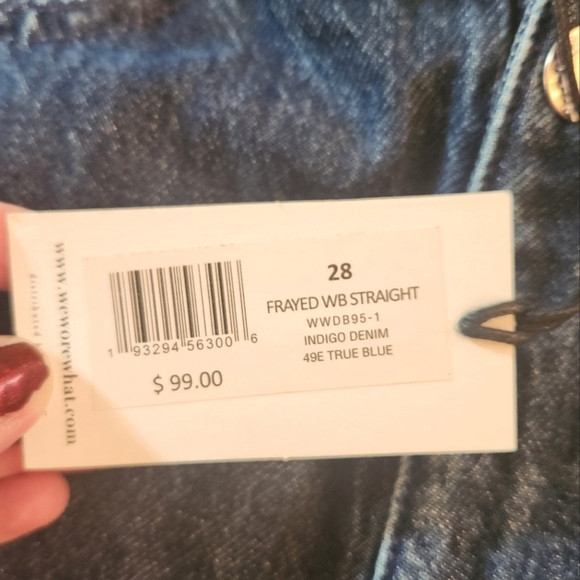 www.weworewhat.com
distributed
1 93294 56300 6
$ 99.00
28
FRAYED WB STRAIGHT
WWDB95-1
INDIGO DENIM
49E TRUE BLUE